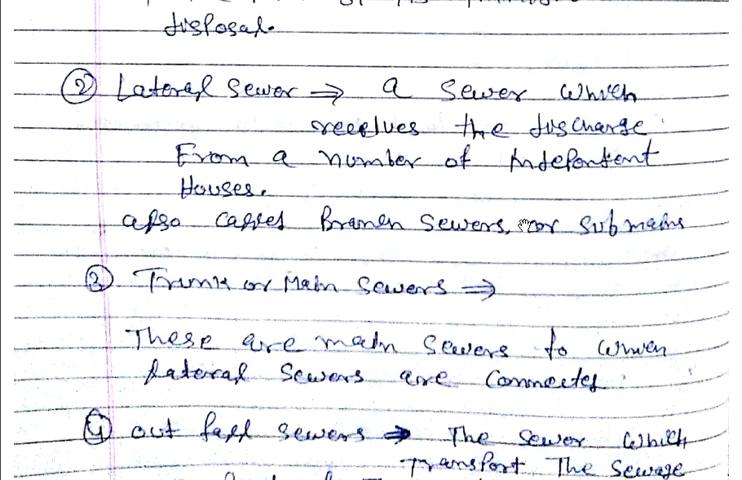 disposal.
② Lateral Sewer ⇒ a sewer which
receives the discharge
From a number of independent
Houses.
also called Branch Sewers, or Submains
③ Trunk or Main Sewers ⇒
These are main sewers to which
lateral sewers are connected.
④ out fall sewers ⇒ The sewer which
Transport The sewage